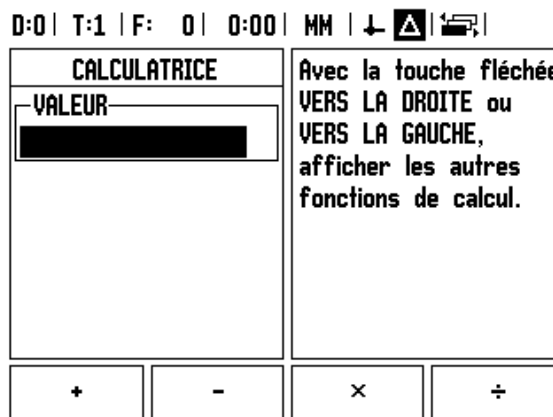 D:0 | T:1 | F: 0 | 0:00 | MM | Δ
CALCULATRICE
VALEUR
Avec la touche fléchée
VERS LA DROITE ou
VERS LA GAUCHE,
afficher les autres
fonctions de calcul.
+ - × ÷